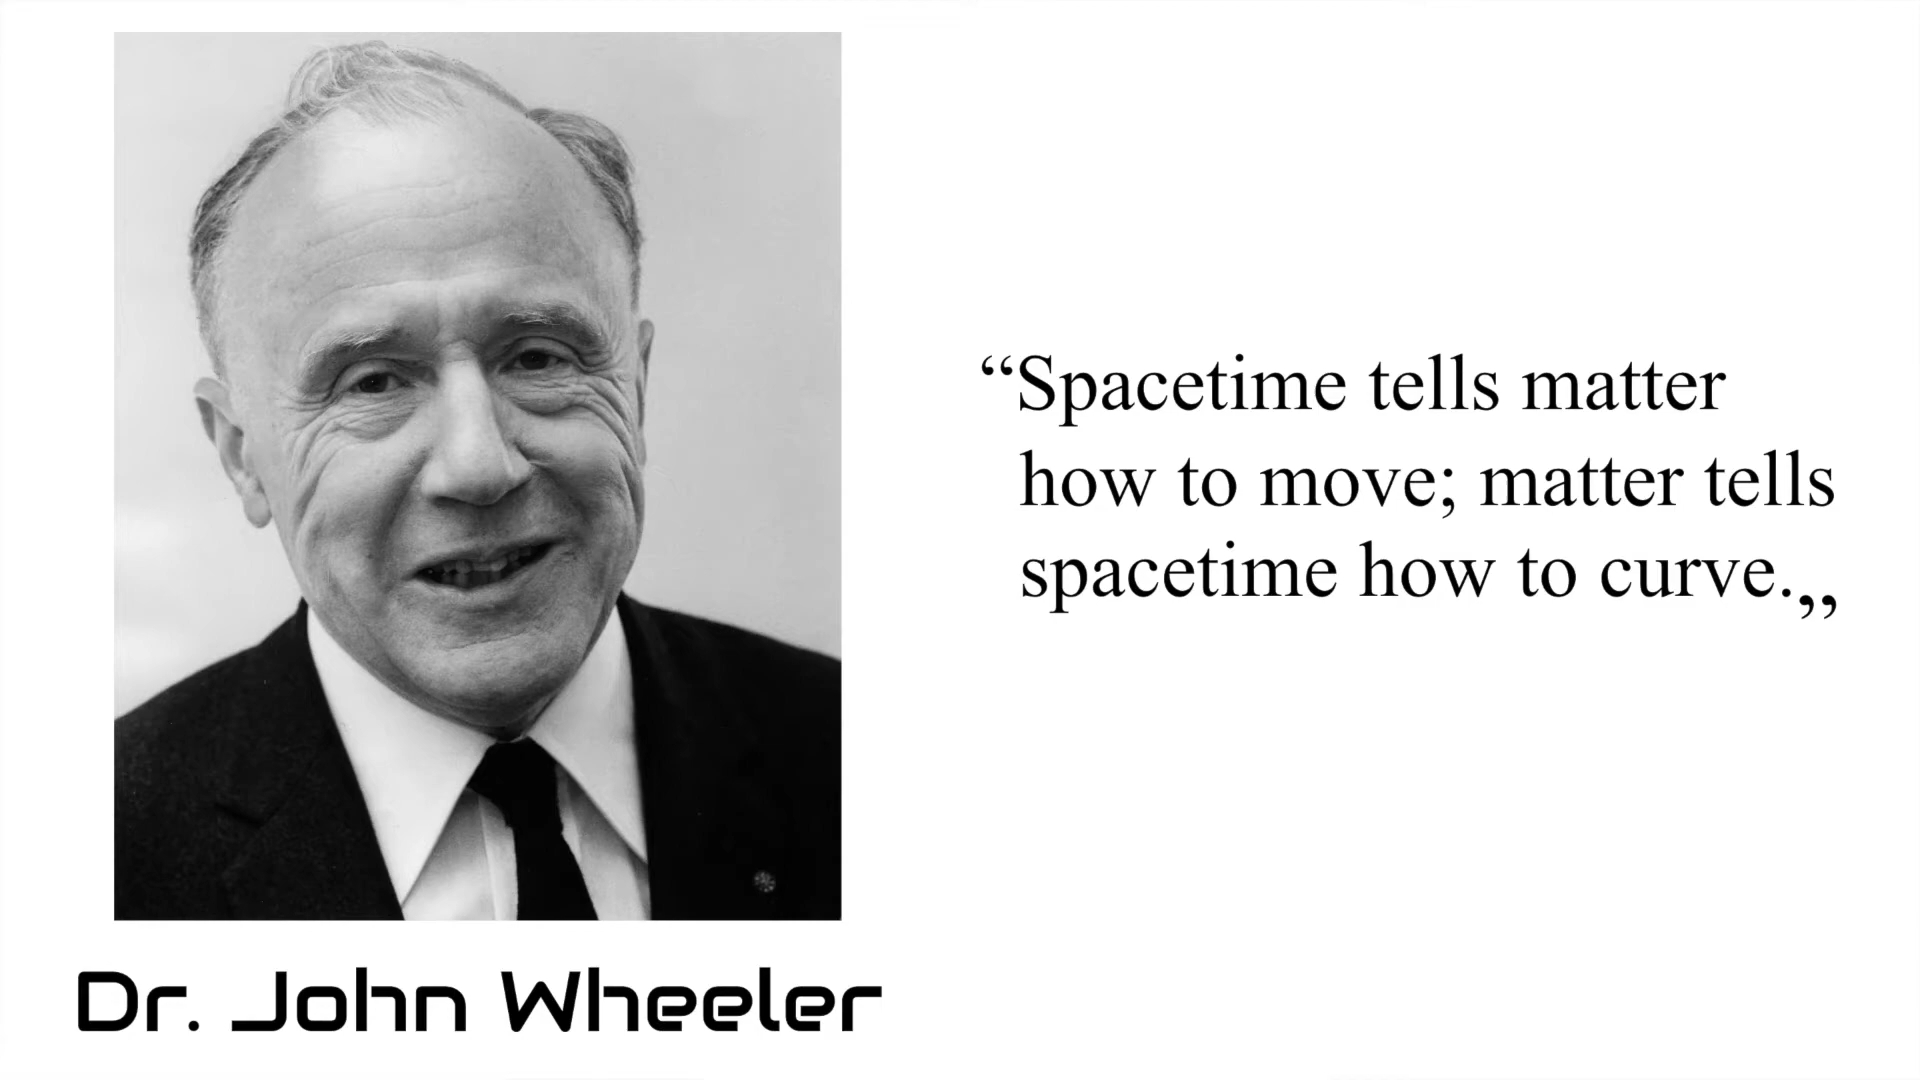 “Spacetime tells matter
how to move; matter tells
spacetime how to curve.„
Dr. John Wheeler